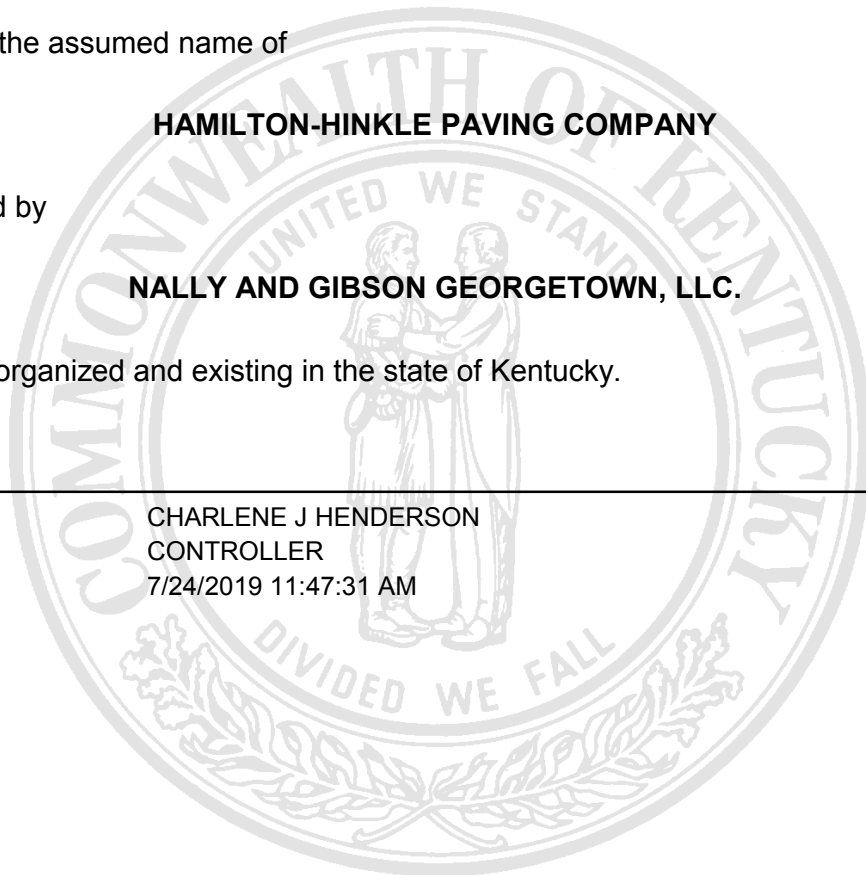 the assumed name of
HAMILTON-HINKLE PAVING COMPANY
d by
NALLY AND GIBSON GEORGETOWN, LLC.
organized and existing in the state of Kentucky.
CHARLENE J HENDERSON
CONTROLLER
7/24/2019 11:47:31 AM
COMMONWEALTH OF KENTUCKY
UNITED WE STAND
DIVIDED WE FALL